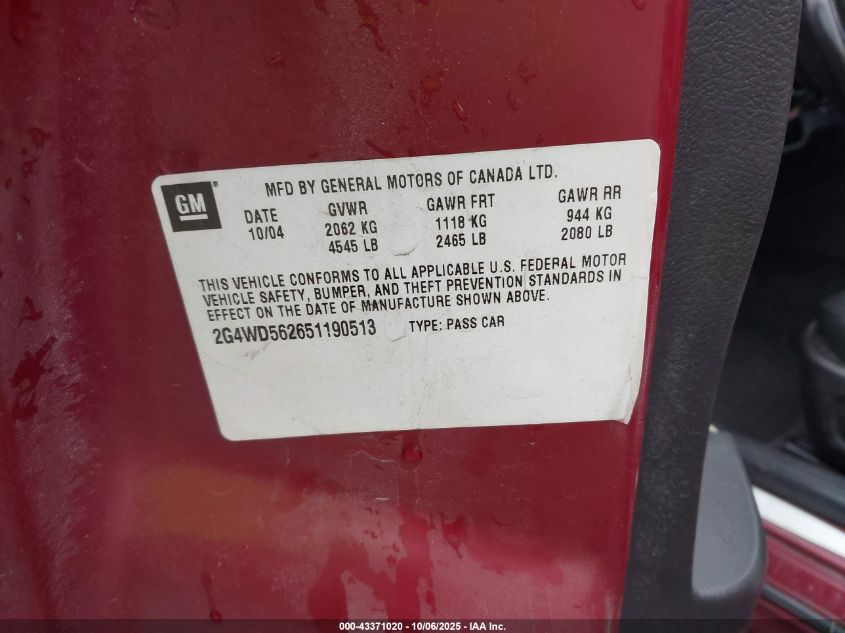 GM
MFD BY GENERAL MOTORS OF CANADA LTD.
DATE GVWR GAWR FRT GAWR RR
10/04 2062 KG 1118 KG 944 KG
4545 LB 2465 LB 2080 LB
THIS VEHICLE CONFORMS TO ALL APPLICABLE U.S. FEDERAL MOTOR
VEHICLE SAFETY, BUMPER, AND THEFT PREVENTION STANDARDS IN
EFFECT ON THE DATE OF MANUFACTURE SHOWN ABOVE.
2G4WD562651190513 TYPE: PASS CAR
000-43371020 - 10/06/2025 - IAA Inc.